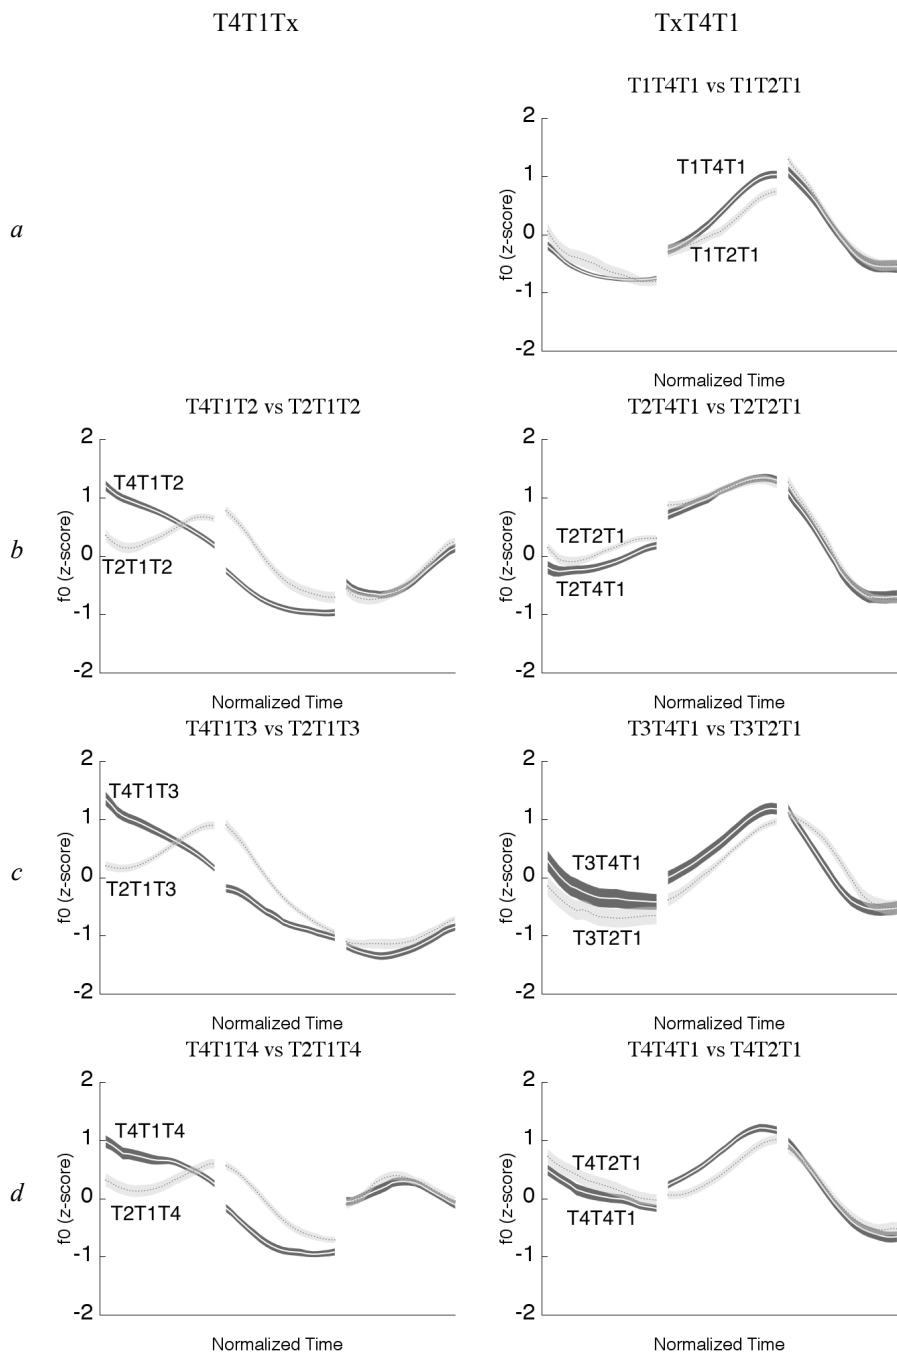 T4T1Tx
TxT4T1
a
T1T4T1 vs T1T2T1
2
1
0
-1
-2
f0 (z-score)
T1T4T1
T1T2T1
Normalized Time
b
T4T1T2 vs T2T1T2
2
1
0
-1
-2
f0 (z-score)
T4T1T2
T2T1T2
Normalized Time
T2T4T1 vs T2T2T1
2
1
0
-1
-2
f0 (z-score)
T2T2T1
T2T4T1
Normalized Time
c
T4T1T3 vs T2T1T3
2
1
0
-1
-2
f0 (z-score)
T4T1T3
T2T1T3
Normalized Time
T3T4T1 vs T3T2T1
2
1
0
-1
-2
f0 (z-score)
T3T4T1
T3T2T1
Normalized Time
d
T4T1T4 vs T2T1T4
2
1
0
-1
-2
f0 (z-score)
T4T1T4
T2T1T4
Normalized Time
T4T4T1 vs T4T2T1
2
1
0
-1
-2
f0 (z-score)
T4T2T1
T4T4T1
Normalized Time